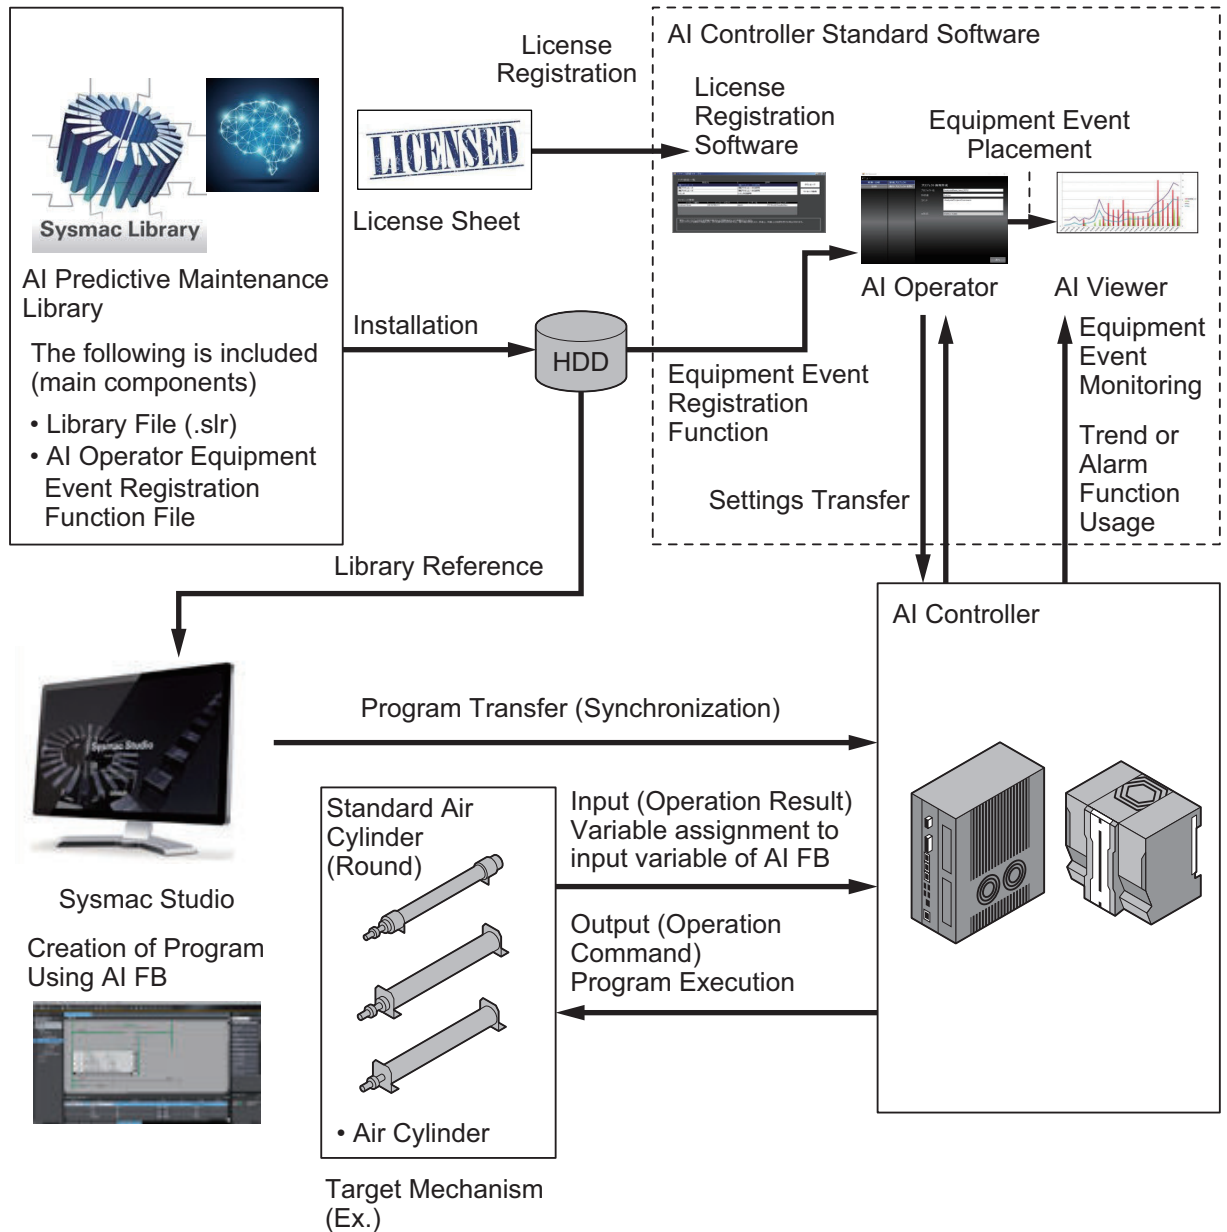 Sysmac Library
AI Predictive Maintenance
Library
The following is included
(main components)
• Library File (.slr)
• AI Operator Equipment
Event Registration
Function File
License
Registration
LICENSED
License Sheet
Installation
HDD
Library Reference
AI Controller Standard Software
License
Registration
Software
Equipment Event
Placement
AI Operator
AI Viewer
Equipment Event
Registration
Function
Equipment
Event
Monitoring
Trend or
Alarm
Function
Usage
Settings Transfer
AI Controller
Sysmac Studio
Sysmac Studio
Creation of Program
Using AI FB
Program Transfer (Synchronization)
Standard Air
Cylinder
(Round)
• Air Cylinder
Target Mechanism
(Ex.)
Input (Operation Result)
Variable assignment to
input variable of AI FB
Output (Operation
Command)
Program Execution